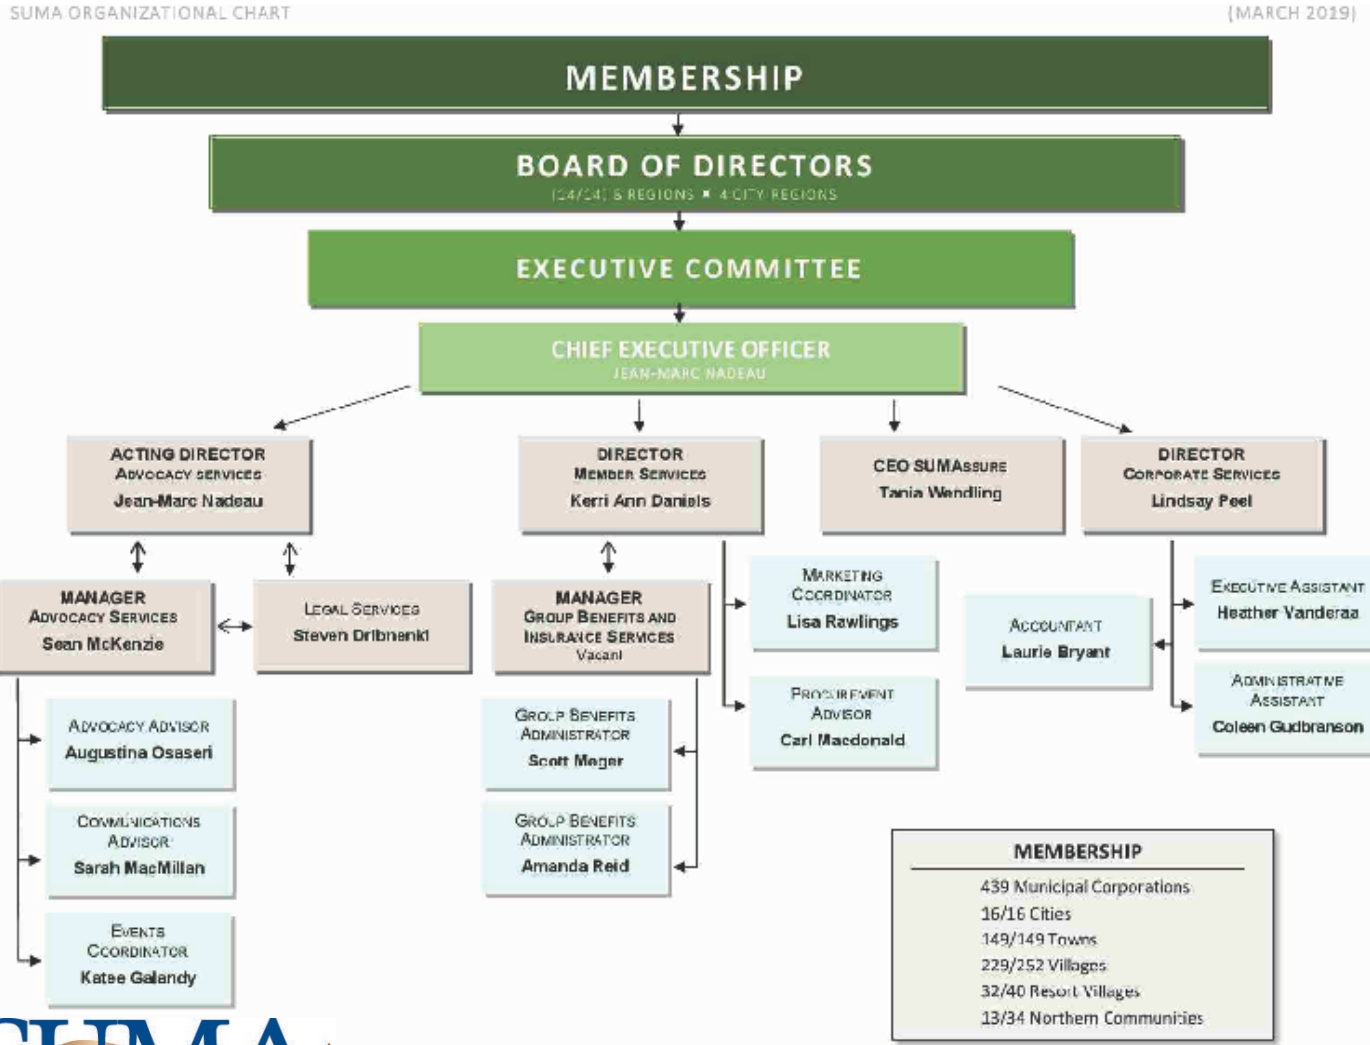 SUMA ORGANIZATIONAL CHART
(MARCH 2019)
MEMBERSHIP
BOARD OF DIRECTORS
(14/14) REGIONS ▪ 4 CITY REGIONS
EXECUTIVE COMMITTEE
CHIEF EXECUTIVE OFFICER
JEAN-MARC NADEAU
ACTING DIRECTOR
ADVOCACY SERVICES
Jean-Marc Nadeau
DIRECTOR
MEMBER SERVICES
Kerri Ann Daniels
CEO SUMASSURE
Tania Wendling
DIRECTOR
CORPORATE SERVICES
Lindsay Peel
MANAGER
ADVOCACY SERVICES
Sean McKenzie
LEGAL SERVICES
Steven Dribnenki
MANAGER
GROUP BENEFITS AND
INSURANCE SERVICES
Vacant
MARKETING
COORDINATOR
Lisa Rawlings
ACCOUNTANT
Laurie Bryant
EXECUTIVE ASSISTANT
Heather Vanderaa
ADVOCACY ADVISOR
Augustina Osaseri
GROUP BENEFITS
ADMINISTRATOR
Scott Meger
PROCUREMENT
ADVISOR
Carl Macdonald
ADMINISTRATIVE
ASSISTANT
Coleen Gudbranson
COMMUNICATIONS
ADVISOR
Sarah MacMillan
GROUP BENEFITS
ADMINISTRATOR
Amanda Reid
EVENTS
COORDINATOR
Katee Galandy
MEMBERSHIP
439 Municipal Corporations
16/16 Cities
149/149 Towns
229/252 Villages
32/40 Resort Villages
13/34 Northern Communities
SUMA